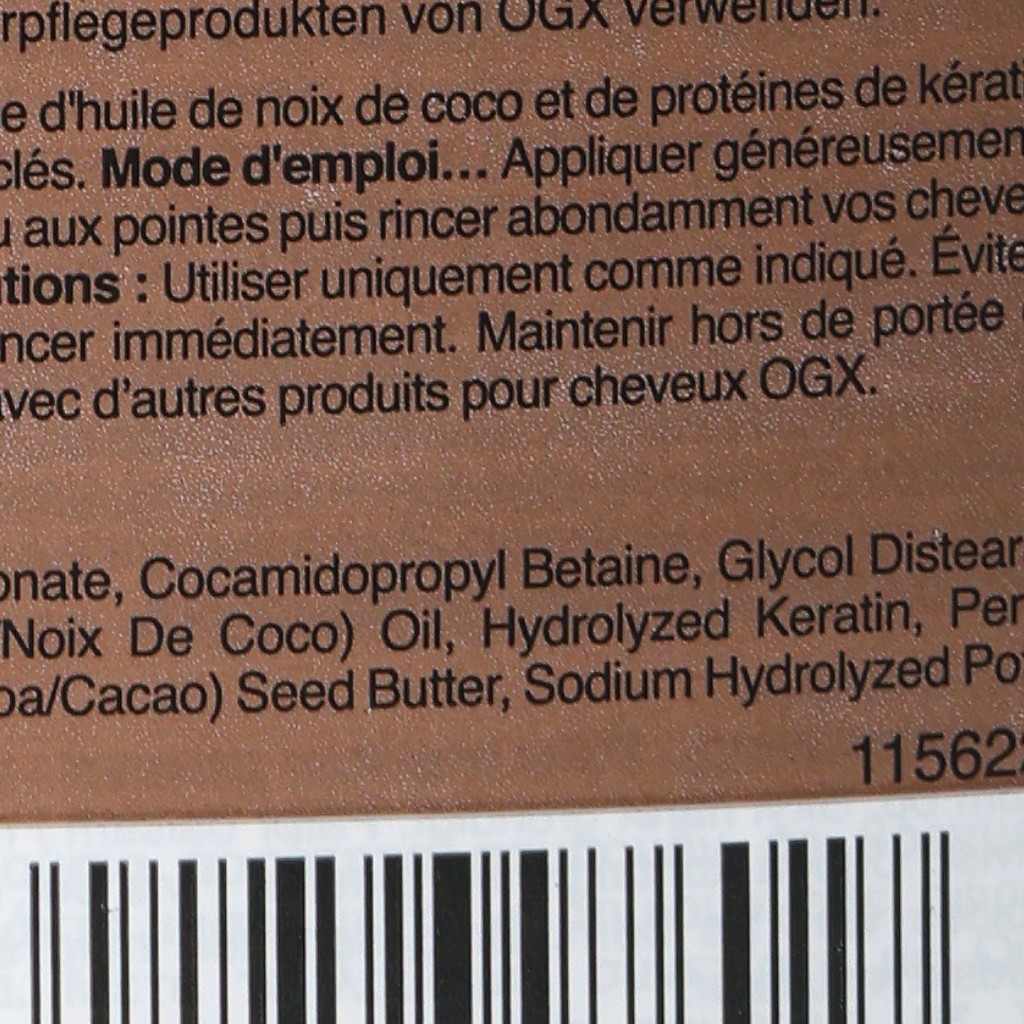 rpflegeprodukten von OGX verwenden.
e d'huile de noix de coco et de protéines de kérat
clés. Mode d'emploi... Appliquer généreusemen
u aux pointes puis rincer abondamment vos cheve
tions : Utiliser uniquement comme indiqué. Évite
ncer immédiatement. Maintenir hors de portée
avec d'autres produits pour cheveux OGX.
onate, Cocamidopropyl Betaine, Glycol Distear
/Noix De Coco) Oil, Hydrolyzed Keratin, Per
oa/Cacao) Seed Butter, Sodium Hydrolyzed Po
11562